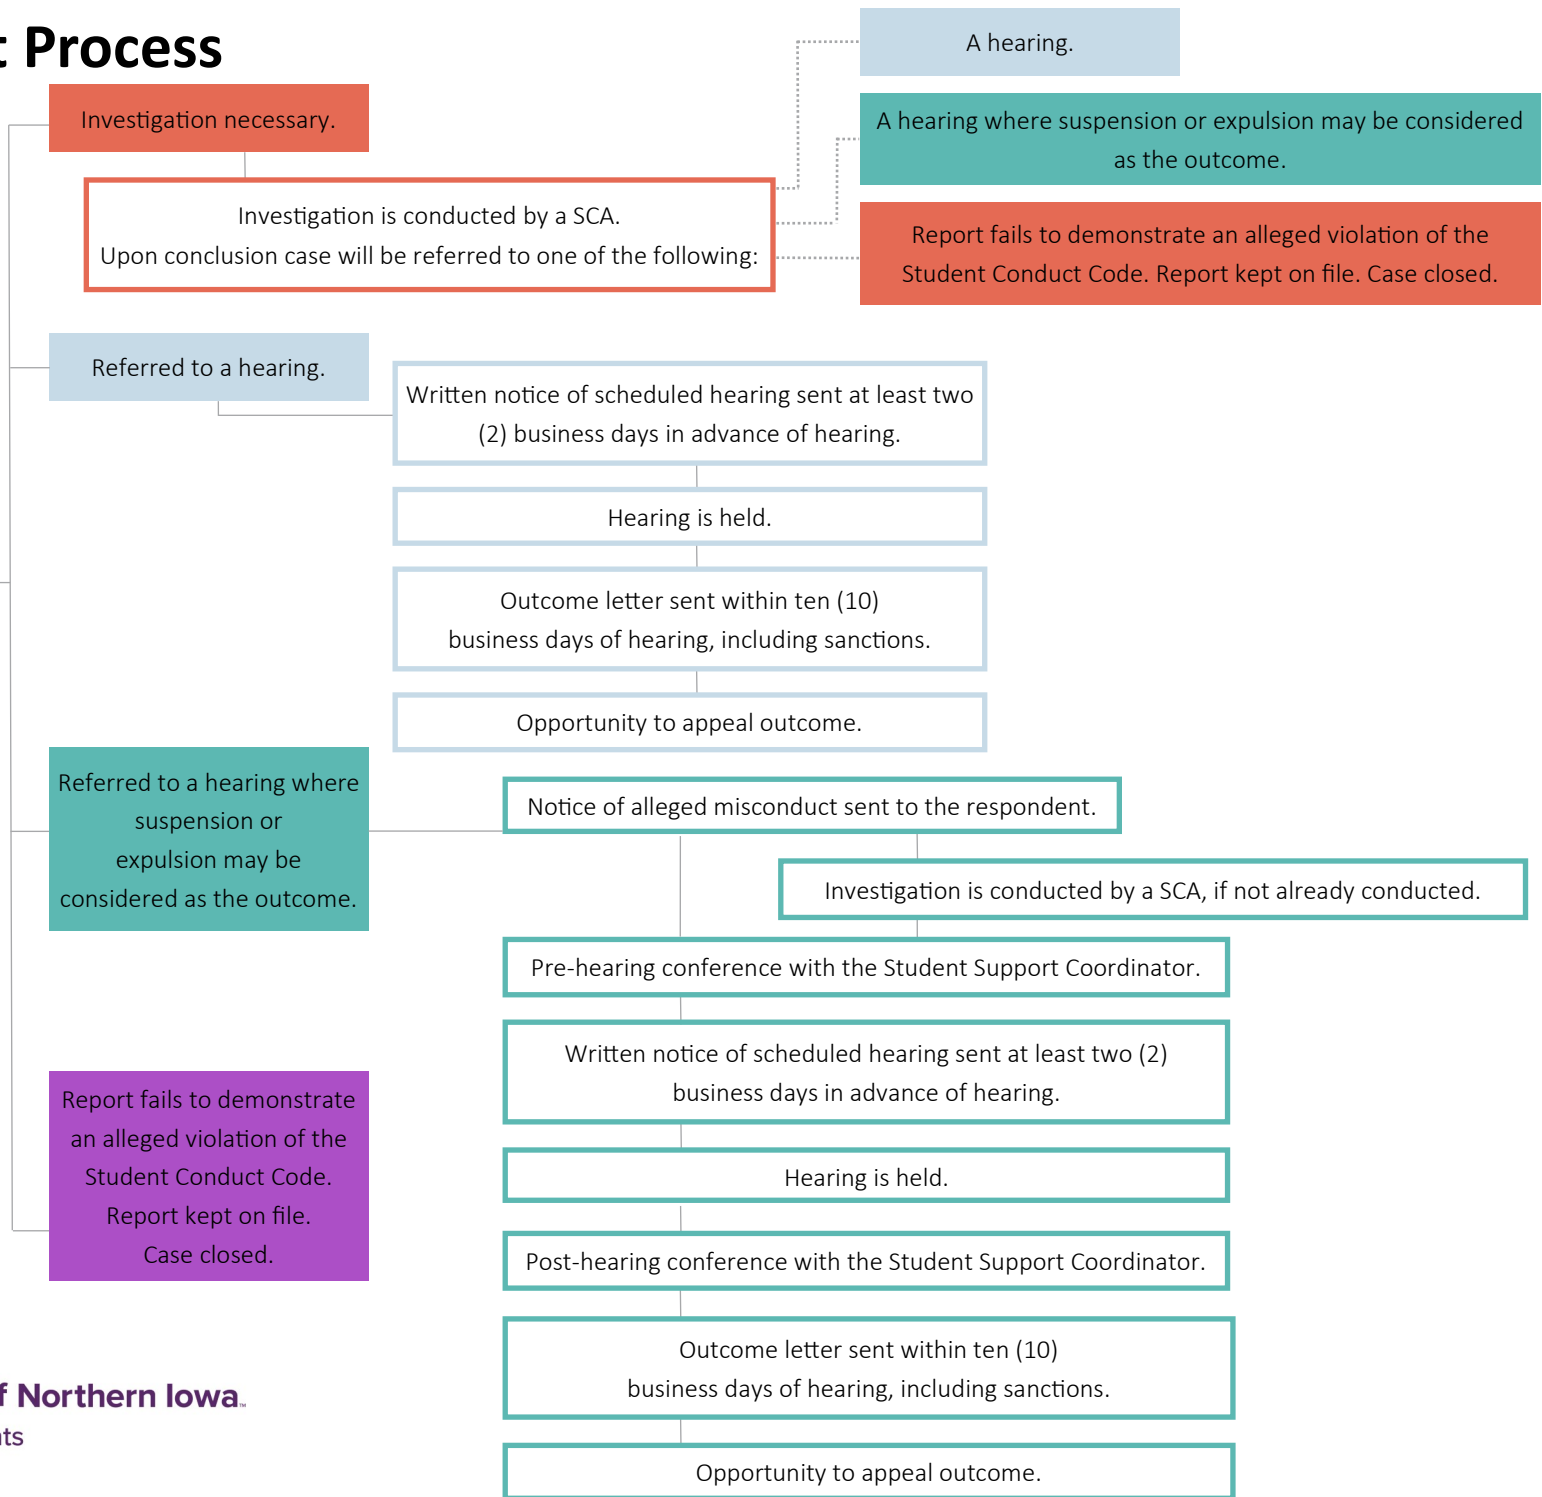 t Process
A hearing.
Investigation necessary.
A hearing where suspension or expulsion may be considered
as the outcome.
Investigation is conducted by a SCA.
Upon conclusion case will be referred to one of the following:
Report fails to demonstrate an alleged violation of the
Student Conduct Code. Report kept on file. Case closed.
Referred to a hearing.
Written notice of scheduled hearing sent at least two
(2) business days in advance of hearing.
Hearing is held.
Outcome letter sent within ten (10)
business days of hearing, including sanctions.
Opportunity to appeal outcome.
Referred to a hearing where
suspension or
expulsion may be
considered as the outcome.
Notice of alleged misconduct sent to the respondent.
Investigation is conducted by a SCA, if not already conducted.
Pre-hearing conference with the Student Support Coordinator.
Written notice of scheduled hearing sent at least two (2)
business days in advance of hearing.
Hearing is held.
Post-hearing conference with the Student Support Coordinator.
Outcome letter sent within ten (10)
business days of hearing, including sanctions.
Opportunity to appeal outcome.
Report fails to demonstrate
an alleged violation of the
Student Conduct Code.
Report kept on file.
Case closed.
f Northern Iowa™
ts